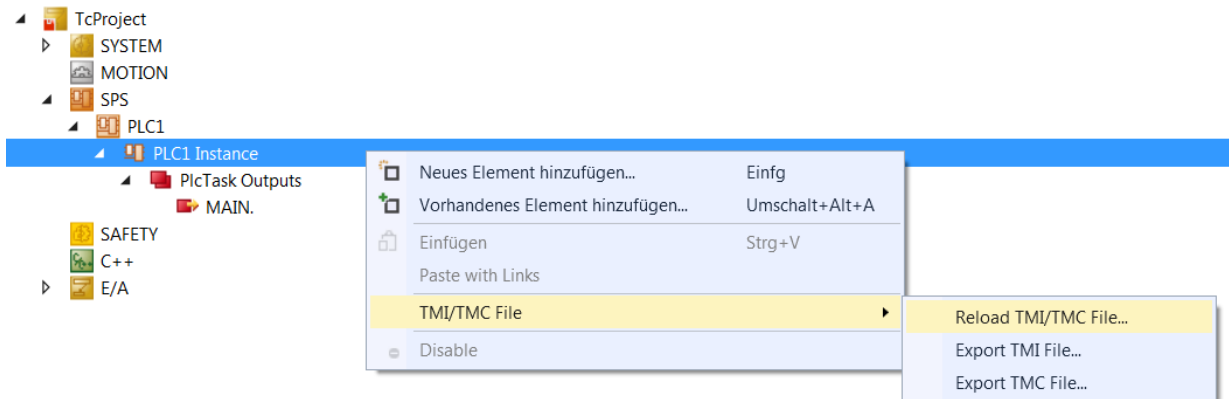 TcProject
SYSTEM
MOTION
SPS
PLC1
PLC1 Instance
PlcTask Outputs
MAIN.
SAFETY
C++
E/A
Neues Element hinzufügen... Einfg
Vorhandenes Element hinzufügen... Umschalt+Alt+A
Einfügen Strg+V
Paste with Links
TMI/TMC File
Disable
Reload TMI/TMC File...
Export TMI File...
Export TMC File...